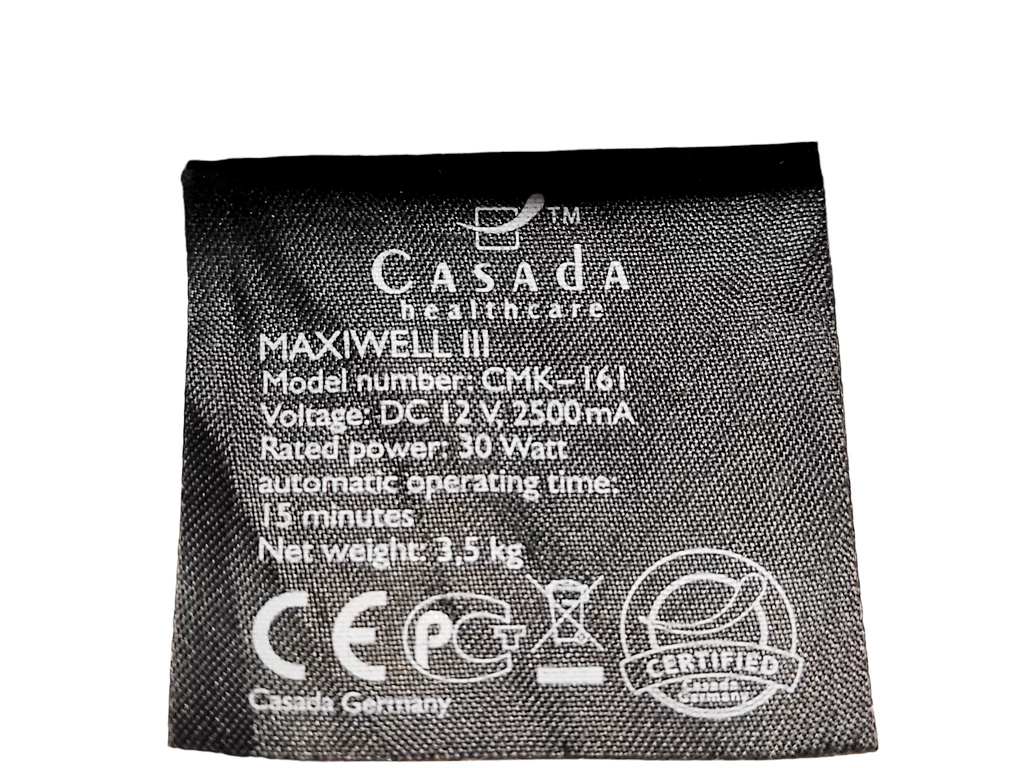 TM
CASAdA
healthcare
MAXIWELL III
Model number: CMK-161
Voltage: DC 12 V, 2500mA
Rated power: 30 Watt
automatic operating time:
15 minutes
Net weight: 3,5 kg
CE PG
CERTIFIED
Casada
Germany
Casada Germany